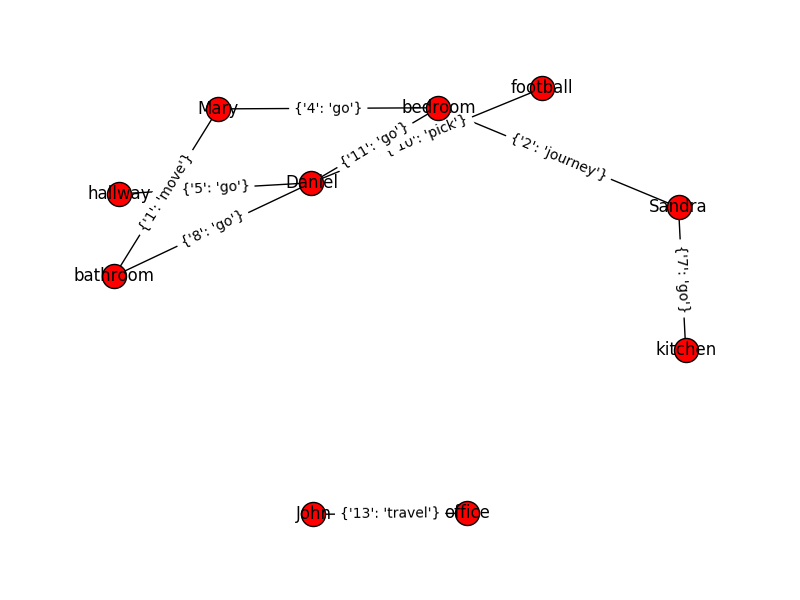 football
Mary
{'4': 'go'}
bedroom
{'10': 'pick'}
{'11': 'go'}
{'2': 'journey'}
hallway
{'1': 'move'}
{'5': 'go'}
Daniel
Sandra
{'8': 'go'}
bathroom
{'7': 'go'}
kitchen
John
{'13': 'travel'}
office